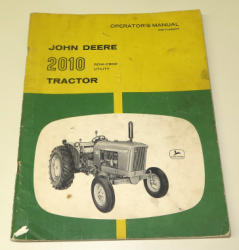 OPERATOR'S MANUAL
JOHN DEERE
2010
ROW-CROP
UTILITY
TRACTOR